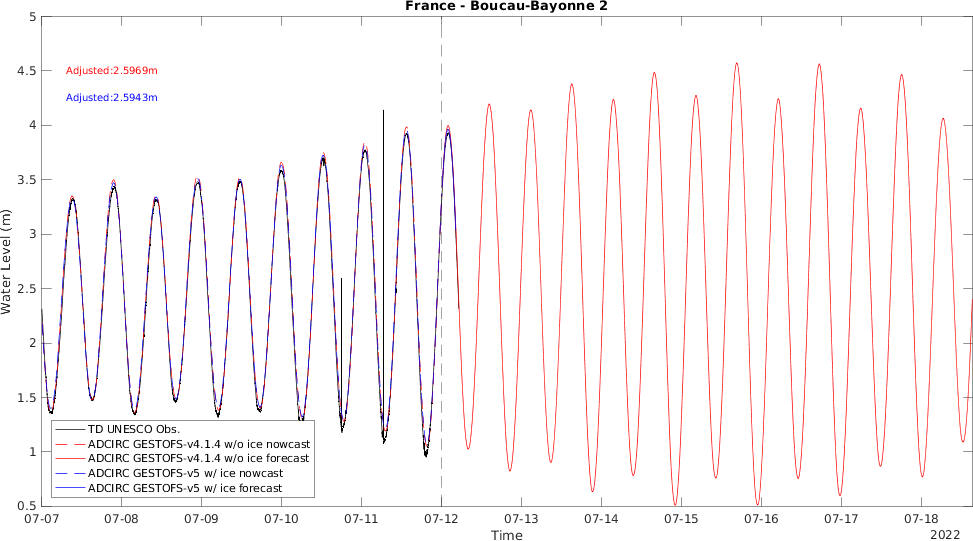 France - Boucau-Bayonne 2
5
4.5
4
3.5
3
2.5
2
1.5
1
0.5
Water Level (m)
Adjusted:2.5969m
Adjusted:2.5943m
TD UNESCO Obs.
ADCIRC GESTOFS-v4.1.4 w/o ice nowcast
ADCIRC GESTOFS-v4.1.4 w/o ice forecast
ADCIRC GESTOFS-v5 w/ ice nowcast
ADCIRC GESTOFS-v5 w/ ice forecast
07-07 07-08 07-09 07-10 07-11 07-12 07-13 07-14 07-15 07-16 07-17 07-18
Time
2022